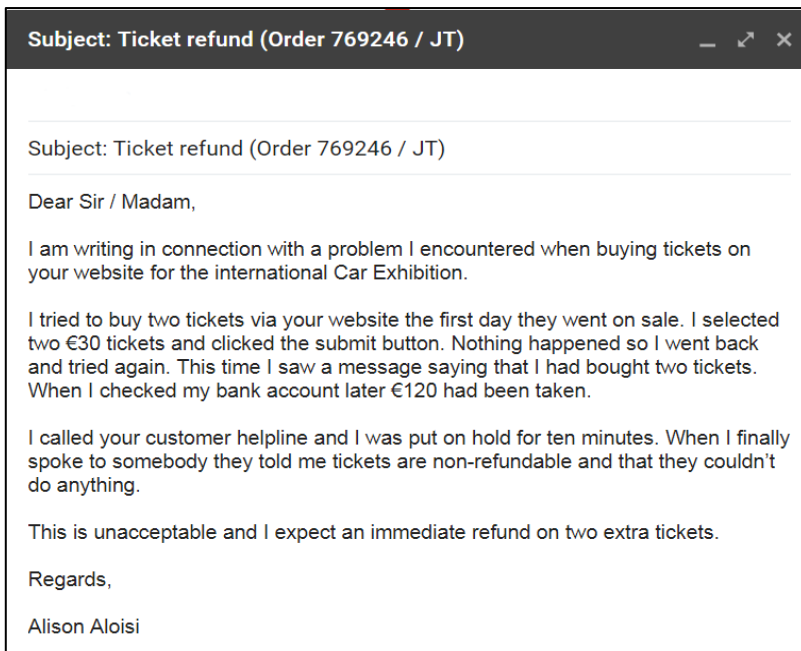 Subject: Ticket refund (Order 769246 / JT)
Subject: Ticket refund (Order 769246 / JT)
Dear Sir / Madam,
I am writing in connection with a problem I encountered when buying tickets on
your website for the international Car Exhibition.
I tried to buy two tickets via your website the first day they went on sale. I selected
two €30 tickets and clicked the submit button. Nothing happened so I went back
and tried again. This time I saw a message saying that I had bought two tickets.
When I checked my bank account later €120 had been taken.
I called your customer helpline and I was put on hold for ten minutes. When I finally
spoke to somebody they told me tickets are non-refundable and that they couldn't
do anything.
This is unacceptable and I expect an immediate refund on two extra tickets.
Regards,
Alison Aloisi